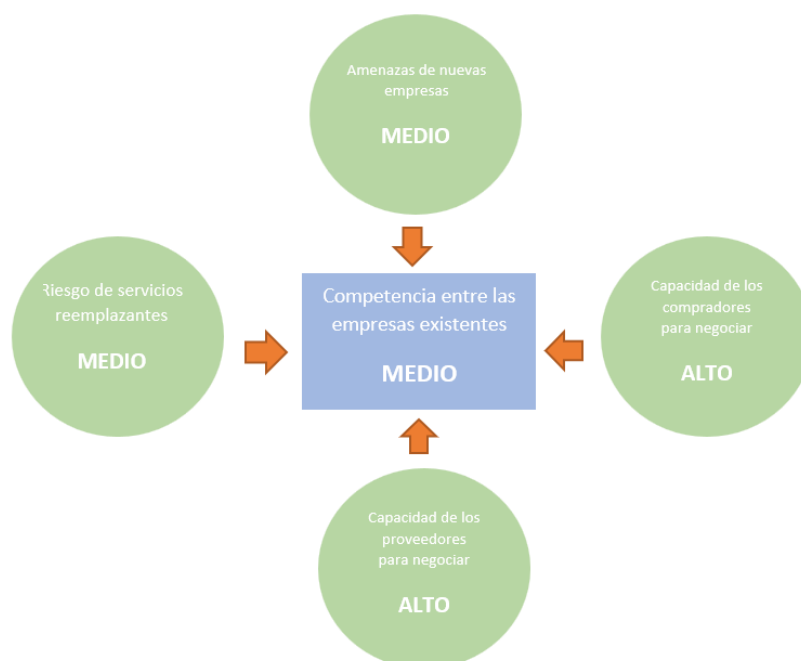 Amenazas de nuevas
empresas
MEDIO
Riesgo de servicios
reemplazantes
MEDIO
Competencia entre las
empresas existentes
MEDIO
Capacidad de los
compradores
para negociar
ALTO
Capacidad de los
proveedores
para negociar
ALTO